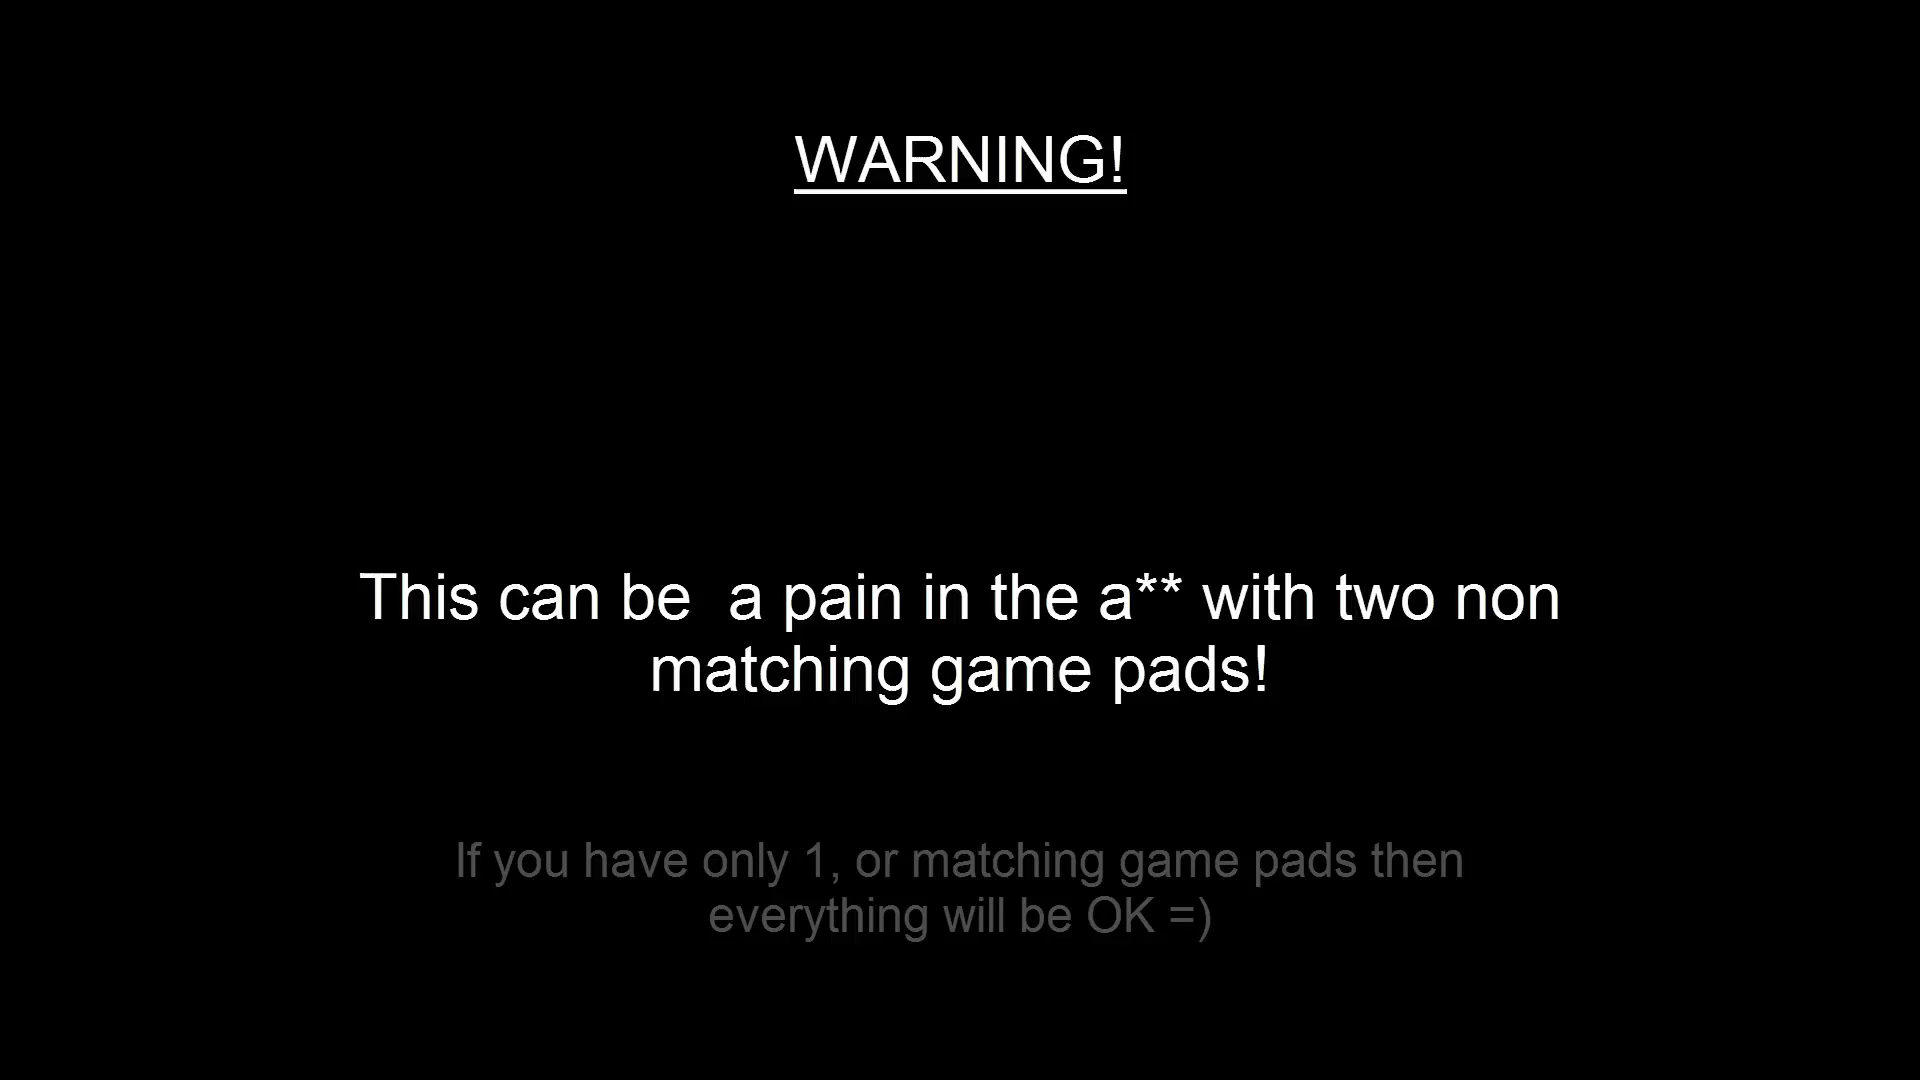 WARNING!
This can be  a pain in the a** with two non
matching game pads!
If you have only 1, or matching game pads then
everything will be OK =)